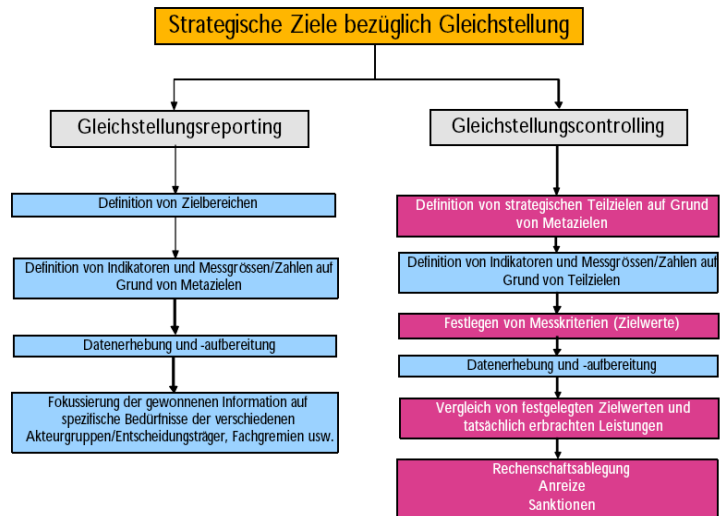 Strategische Ziele bezüglich Gleichstellung
Gleichstellungsreporting
Definition von Zielbereichen
Definition von Indikatoren und Messgrössen/Zahlen auf
Grund von Metazielen
Datenerhebung und -aufbereitung
Fokussierung der gewonnenen Information auf
spezifische Bedürfnisse der verschiedenen
Akteurgruppen/Entscheidungsträger, Fachgremien usw.
Gleichstellungscontrolling
Definition von strategischen Teilzielen auf Grund
von Metazielen
Definition von Indikatoren und Messgrössen/Zahlen auf
Grund von Teilzielen
Festlegen von Messkriterien (Zielwerte)
Datenerhebung und -aufbereitung
Vergleich von festgelegten Zielwerten und
tatsächlich erbrachten Leistungen
Rechenschaftsablegung
Anreize
Sanktionen